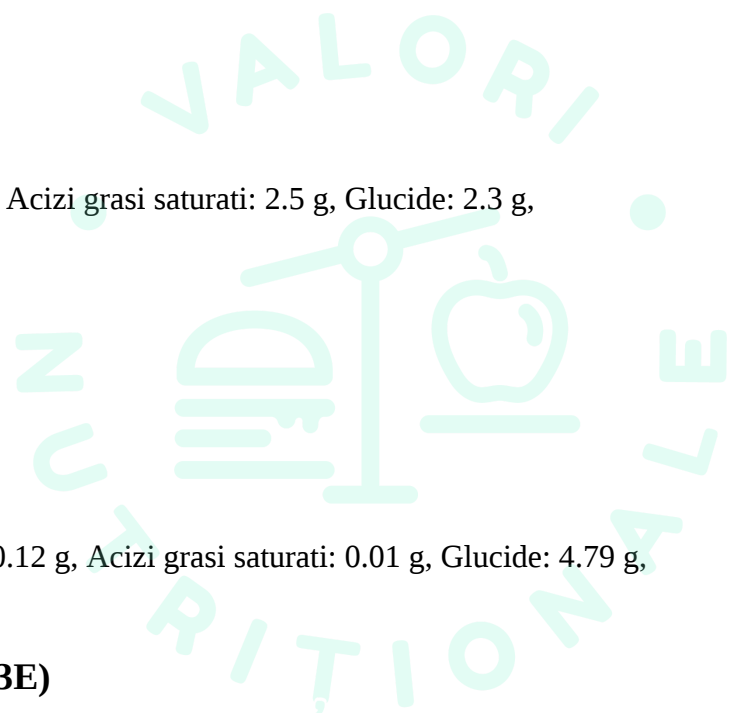 VALORI
Acizi grasi saturati: 2.5 g, Glucide: 2.3 g,
NUTRITIONALE
0.12 g, Acizi grasi saturati: 0.01 g, Glucide: 4.79 g,
BE)